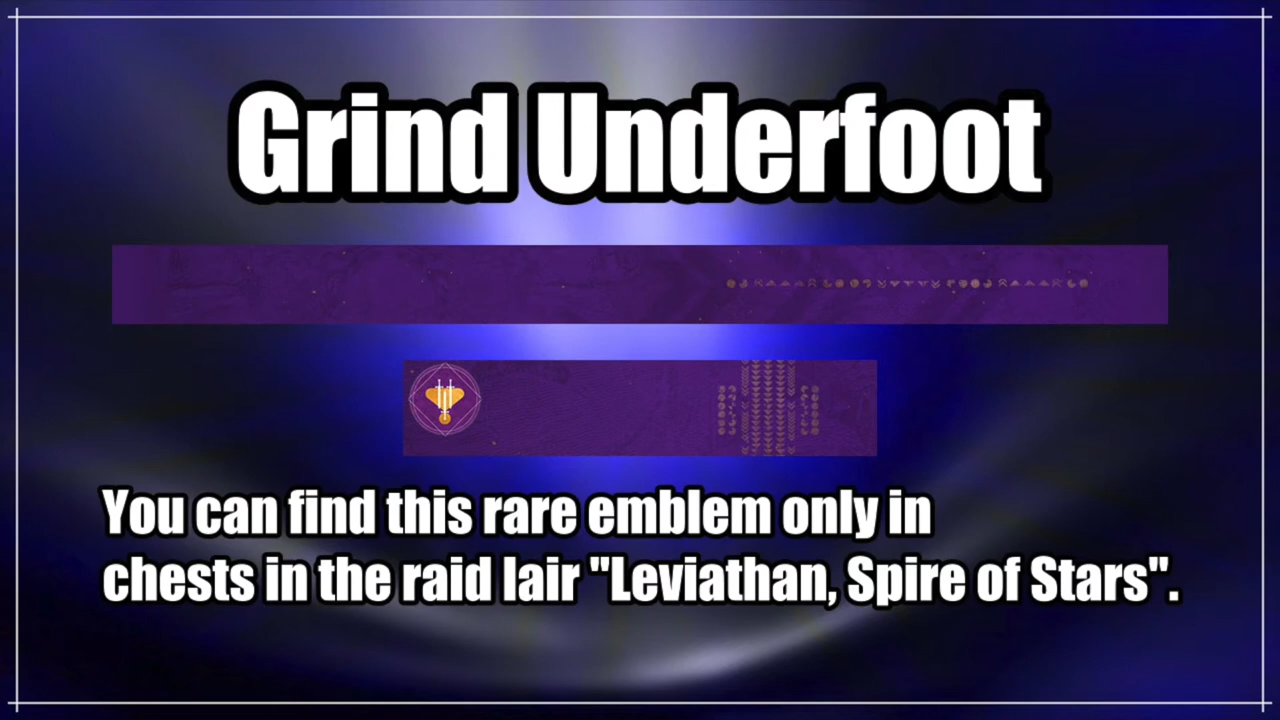 Grind Underfoot
You can find this rare emblem only in
chests in the raid lair "Leviathan, Spire of Stars".